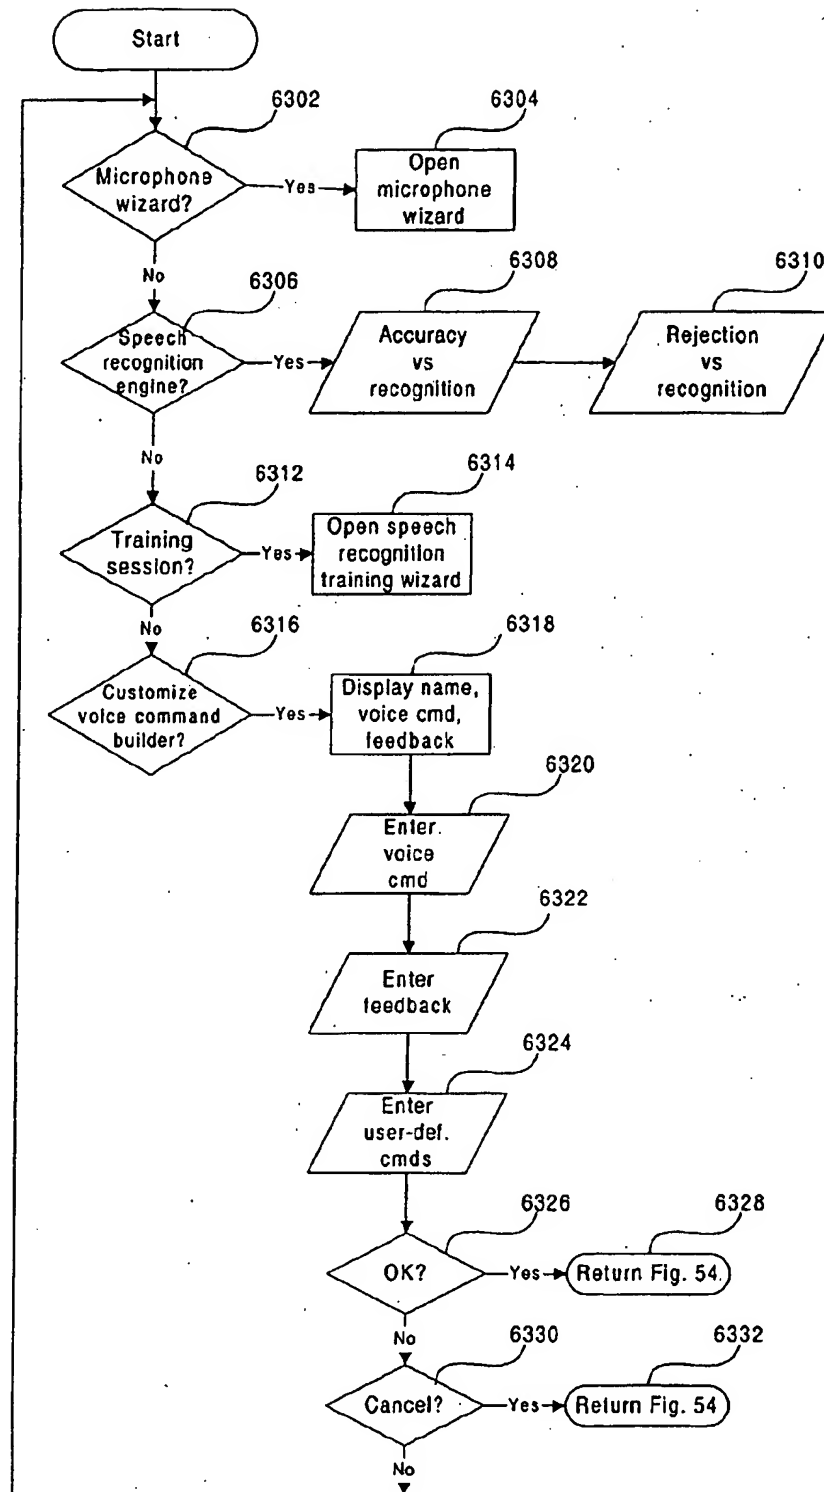 Start
6302
6304
Microphone
wizard?
Yes
Open
microphone
wizard
No
6306
6308
6310
Speech
recognition
engine?
Yes
Accuracy
vs
recognition
Rejection
vs
recognition
No
6312
6314
Training
session?
Yes
Open speech
recognition
training wizard
No
6316
6318
Customize
voice command
builder?
Yes
Display name,
voice cmd,
feedback
6320
Enter
voice
cmd
6322
Enter
feedback
6324
Enter
user-def.
cmds
6326
6328
OK?
Yes
Return Fig. 54
No
6330
6332
Cancel?
Yes
Return Fig. 54
No